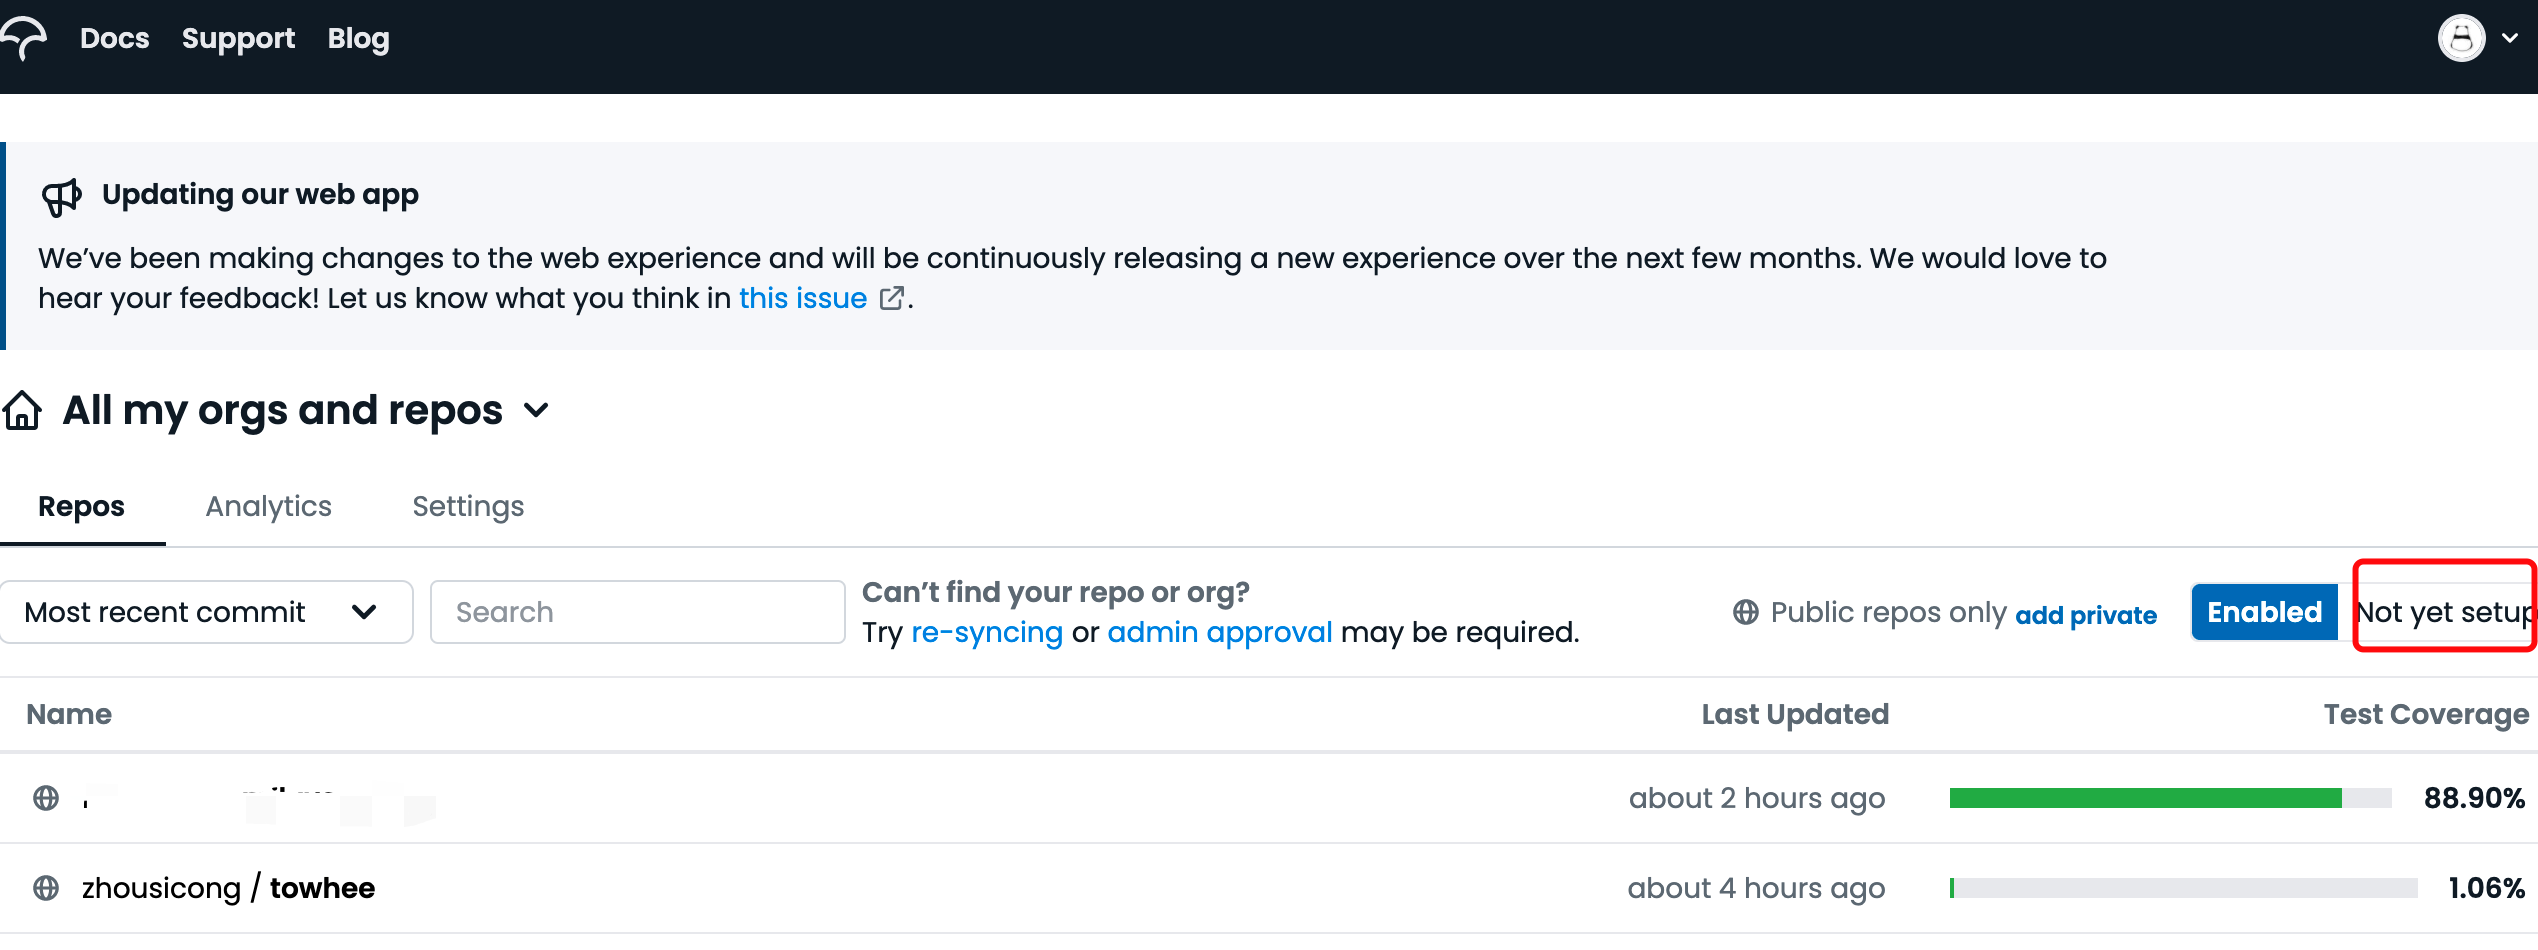 Docs Support Blog
Updating our web app
We’ve been making changes to the web experience and will be continuously releasing a new experience over the next few months. We would love to
hear your feedback! Let us know what you think in this issue.
All my orgs and repos
Repos Analytics Settings
Most recent commit
Search
Can’t find your repo or org?
Try re-syncing or admin approval may be required.
Public repos only add private
Enabled
Not yet setup
Name Last Updated Test Coverage
about 2 hours ago 88.90%
zhousicong / towhee about 4 hours ago 1.06%